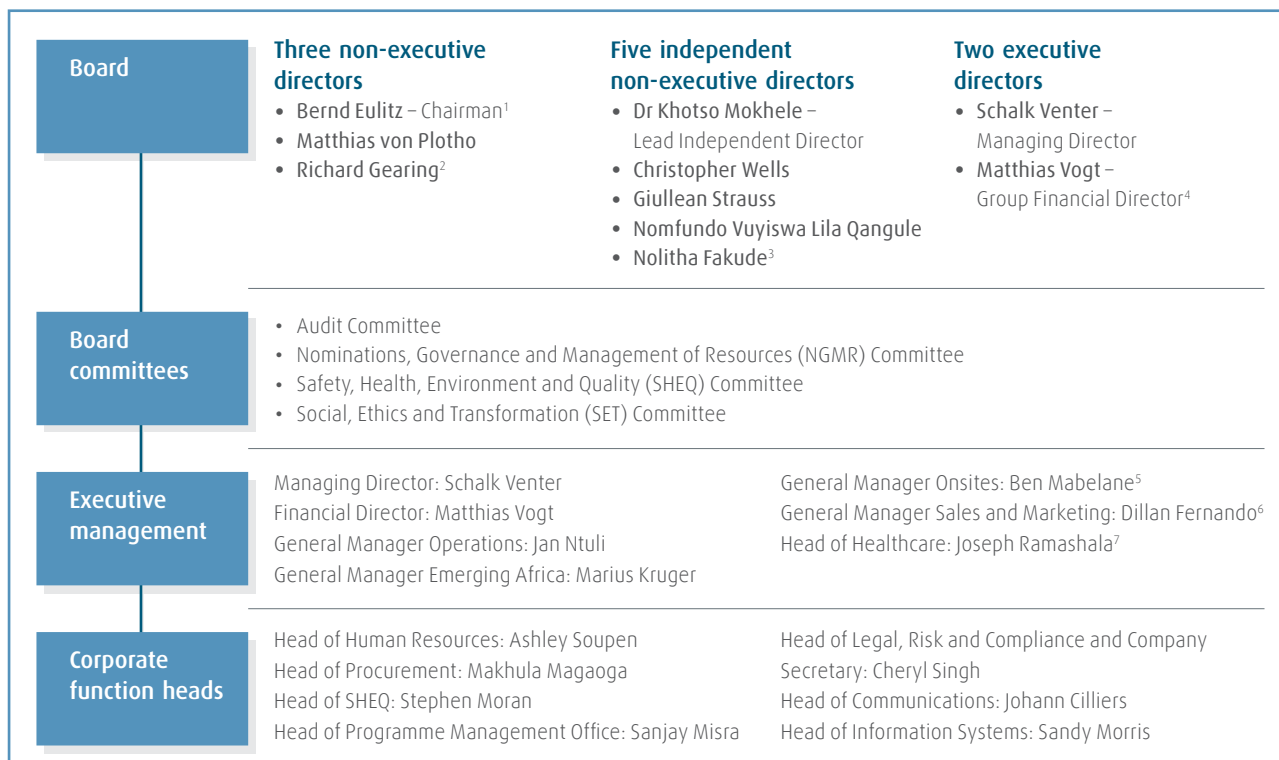 Board
Three non-executive
directors
• Bernd Eulitz – Chairman¹
• Matthias von Plotho
• Richard Gearing²
Five independent
non-executive directors
• Dr Khotso Mokhele –
Lead Independent Director
• Christopher Wells
• Giullean Strauss
• Nomfundo Vuyiswa Lila Qangule
• Nolitha Fakude³
Two executive
directors
• Schalk Venter –
Managing Director
• Matthias Vogt –
Group Financial Director⁴
Board
committees
• Audit Committee
• Nominations, Governance and Management of Resources (NGMR) Committee
• Safety, Health, Environment and Quality (SHEQ) Committee
• Social, Ethics and Transformation (SET) Committee
Executive
management
Managing Director: Schalk Venter
Financial Director: Matthias Vogt
General Manager Operations: Jan Ntuli
General Manager Emerging Africa: Marius Kruger
General Manager Onsites: Ben Mabelane⁵
General Manager Sales and Marketing: Dillan Fernando⁶
Head of Healthcare: Joseph Ramashala⁷
Corporate
function heads
Head of Human Resources: Ashley Soupen
Head of Procurement: Makhula Magaoga
Head of SHEQ: Stephen Moran
Head of Programme Management Office: Sanjay Misra
Head of Legal, Risk and Compliance and Company
Secretary: Cheryl Singh
Head of Communications: Johann Cilliers
Head of Information Systems: Sandy Morris